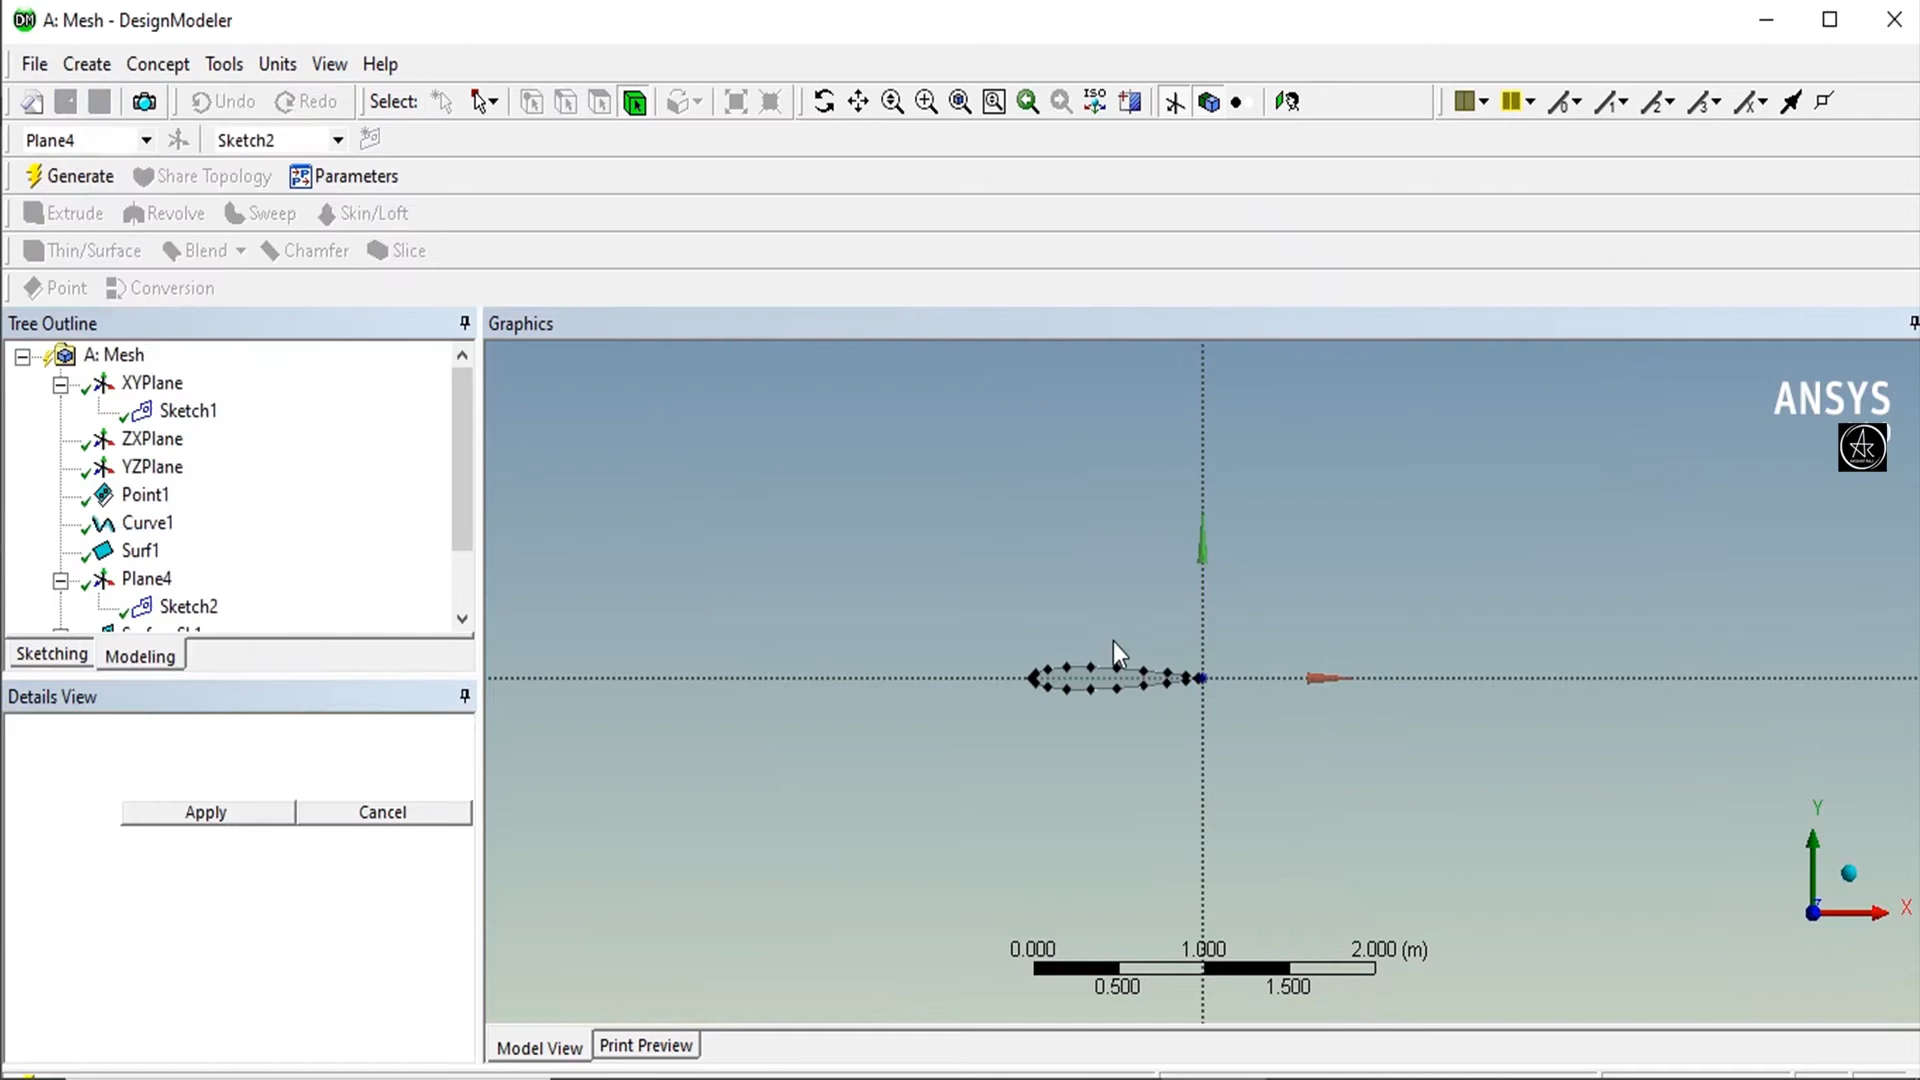 A: Mesh - DesignModeler
File Create Concept Tools Units View Help
Undo Redo Select: ISO
Plane4 Sketch2
Generate Share Topology Parameters
Extrude Revolve Sweep Skin/Loft
Thin/Surface Blend Chamfer Slice
Point Conversion
Tree Outline
A: Mesh
XYPlane
Sketch1
ZXPlane
YZPlane
Point1
Curve1
Surf1
Plane4
Sketch2
Sketching Modeling
Details View
Apply Cancel
Graphics
ANSYS
Y
X
0.000 1.000 2.000 (m)
0.500 1.500
Model View Print Preview